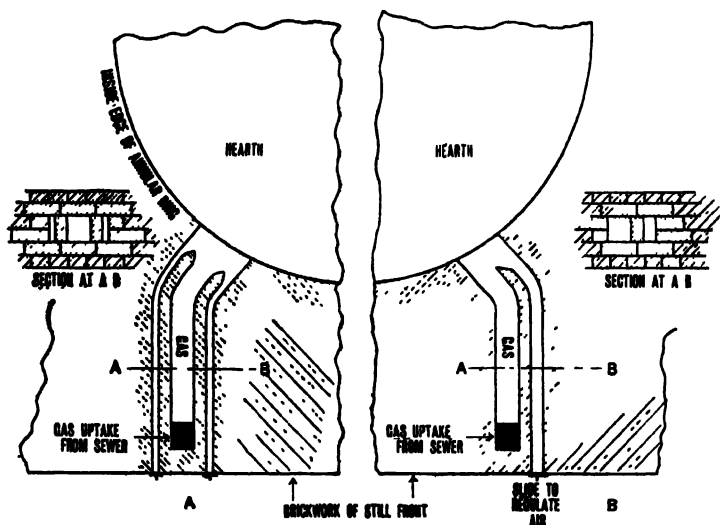 INSIDE EDGE OF ANNULAR RING
HEARTH
HEARTH
SECTION AT A B
SECTION AT A B
GAS
GAS
A
B
A
B
GAS UPTAKE
FROM SEWER
GAS UPTAKE
FROM SEWER
A
BRICKWORK OF STILL FRONT
SLIDE TO
REGULATE
AIR
B